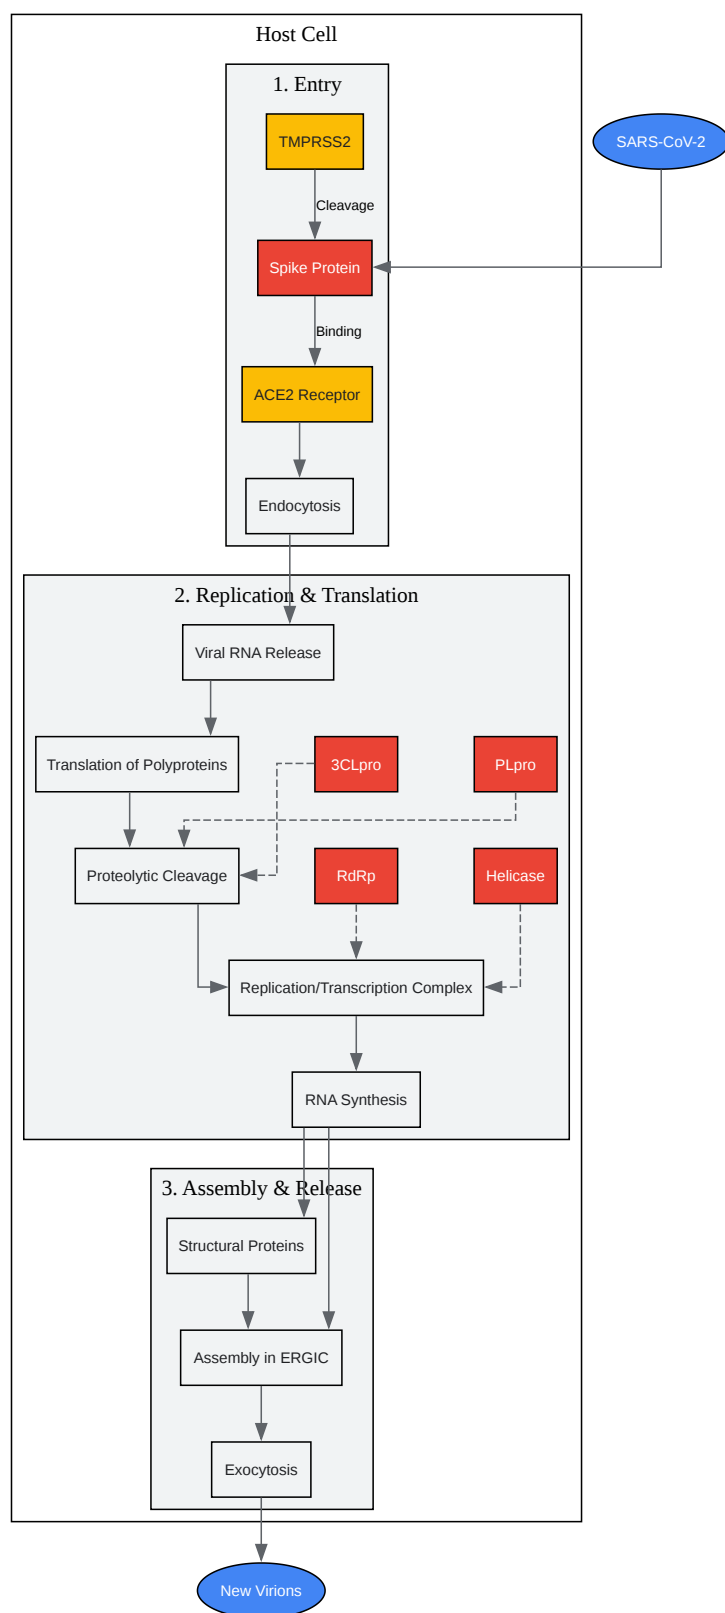 Host Cell
1. Entry
TMPRSS2
SARS-CoV-2
Cleavage
Spike Protein
Binding
ACE2 Receptor
Endocytosis
2. Replication & Translation
Viral RNA Release
Translation of Polyproteins
3CLpro
PLpro
Proteolytic Cleavage
RdRp
Helicase
Replication/Transcription Complex
RNA Synthesis
3. Assembly & Release
Structural Proteins
Assembly in ERGIC
Exocytosis
New Virions